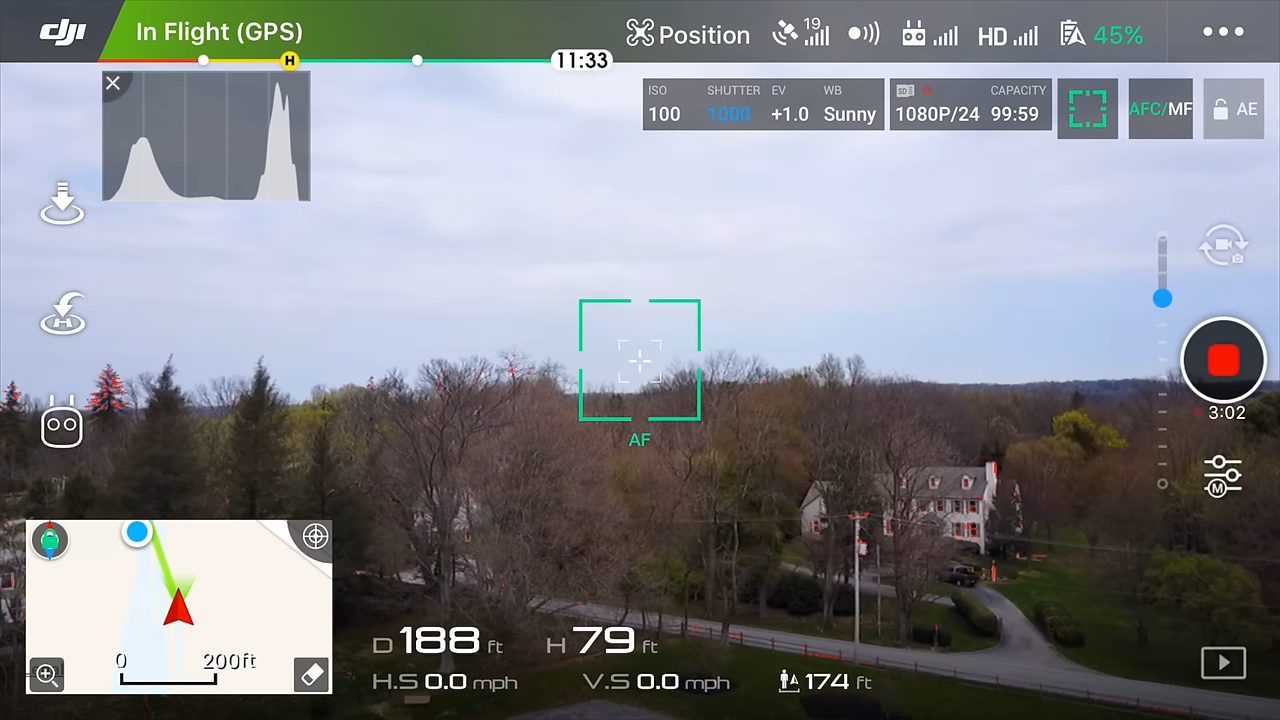 dji In Flight (GPS) Position 19 HD 45%
H 11:33
ISO SHUTTER EV WB SD CAPACITY
100 1000 +1.0 Sunny 1080P/24 99:59 AFC/MF AE
H
AF
3:02
M
0 200ft
D 188 ft H 79 ft
H.S 0.0 mph V.S 0.0 mph 174 ft